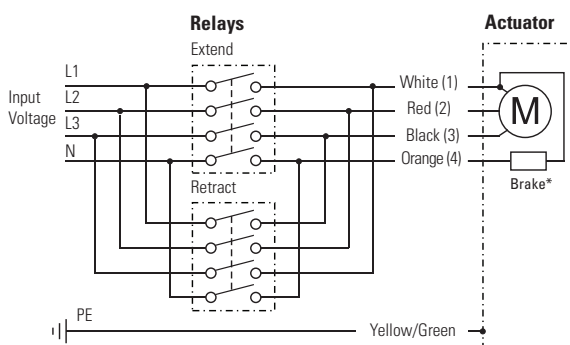 Relays
Actuator
Extend
L1
White (1)
Input
Voltage
L2
Red (2)
M
L3
Black (3)
N
Orange (4)
Brake*
Retract
PE
Yellow/Green